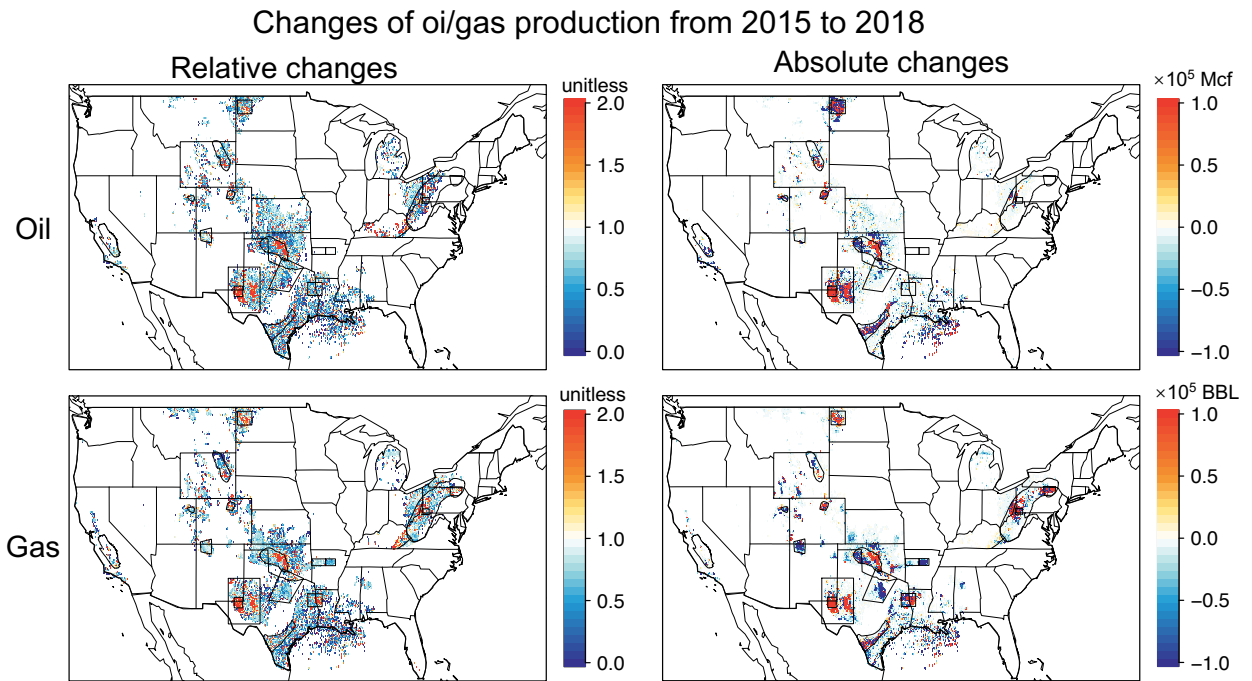 Changes of oi/gas production from 2015 to 2018
Relative changes
Absolute changes
unitless
×10⁵ Mcf
Oil
2.0
1.5
1.0
0.5
0.0
1.0
0.5
0.0
−0.5
−1.0
unitless
×10⁵ BBL
Gas
2.0
1.5
1.0
0.5
0.0
1.0
0.5
0.0
−0.5
−1.0